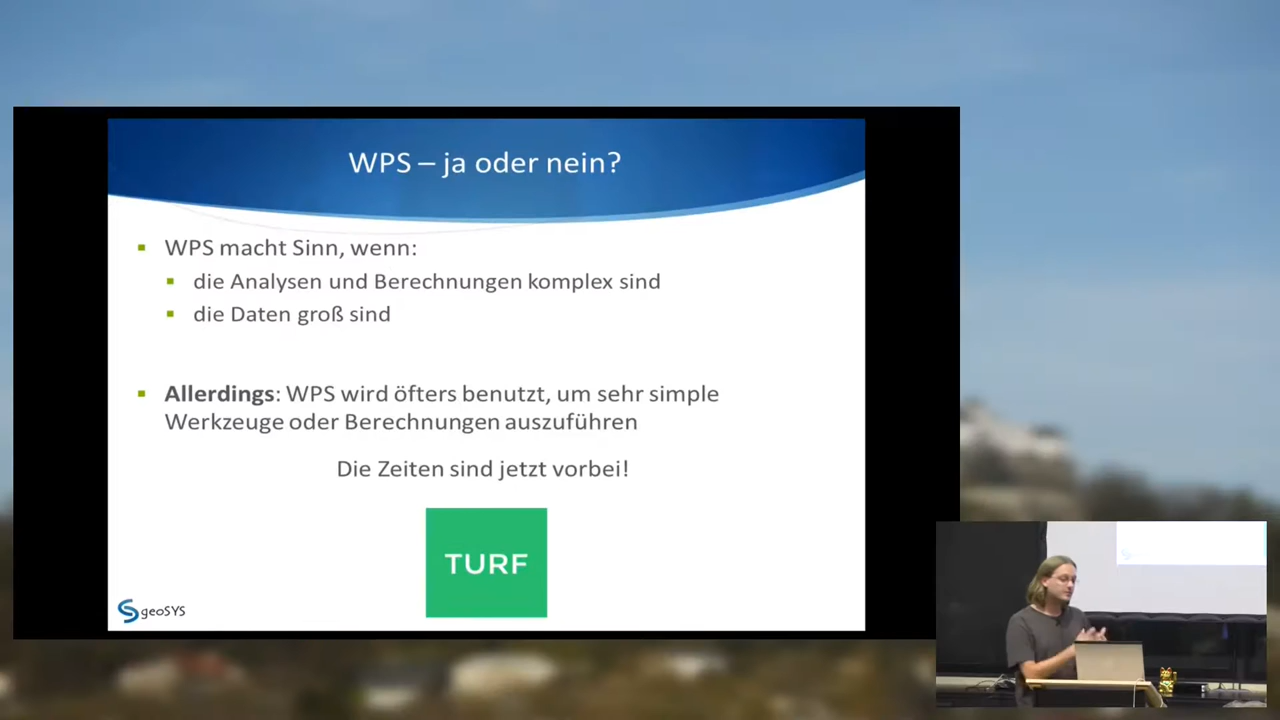 WPS – ja oder nein?
WPS macht Sinn, wenn:
die Analysen und Berechnungen komplex sind
die Daten groß sind
Allerdings: WPS wird öfters benutzt, um sehr simple
Werkzeuge oder Berechnungen auszuführen
Die Zeiten sind jetzt vorbei!
TURF
geoSYS